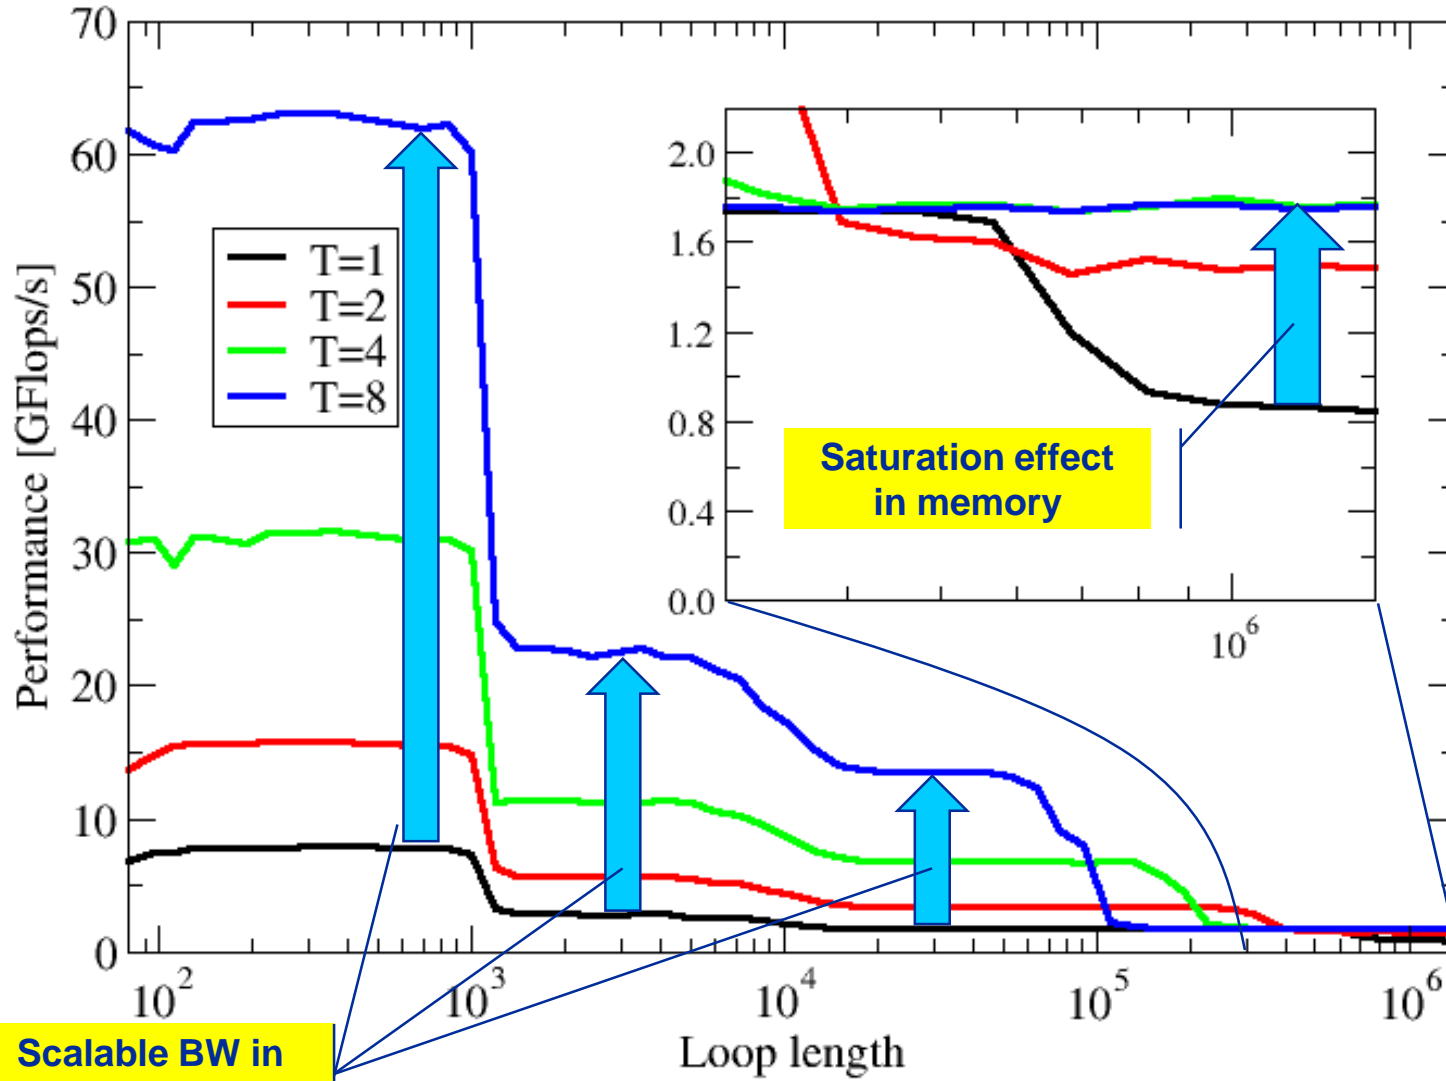 70
60
50
40
30
20
10
0
Performance [GFlops/s]
T=1
T=2
T=4
T=8
2.0
1.6
1.2
0.8
0.4
0.0
10^6
Saturation effect
in memory
10^2
10^3
10^4
10^5
10^6
Loop length
Scalable BW in